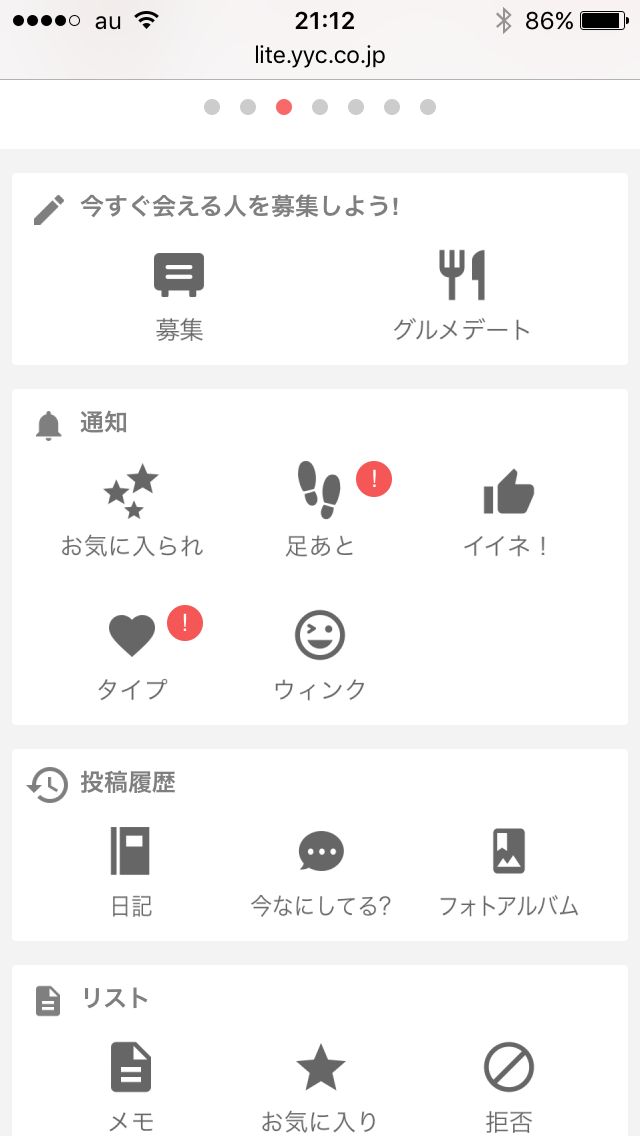 au 21:12 86%
lite.yyc.co.jp
今すぐ会える人を募集しよう!
募集 グルメデート
通知
お気に入られ 足あと ! イイネ！
タイプ ! ウィンク
投稿履歴
日記 今なにしてる? フォトアルバム
リスト
メモ お気に入り 拒否